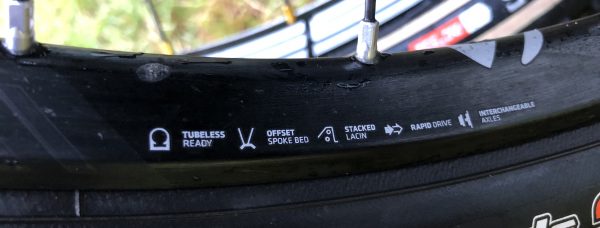 TUBELESS
READY
OFFSET
SPOKE BED
STACKED
LACIN
RAPID DRIVE
INTERCHANGEABLE
AXLES